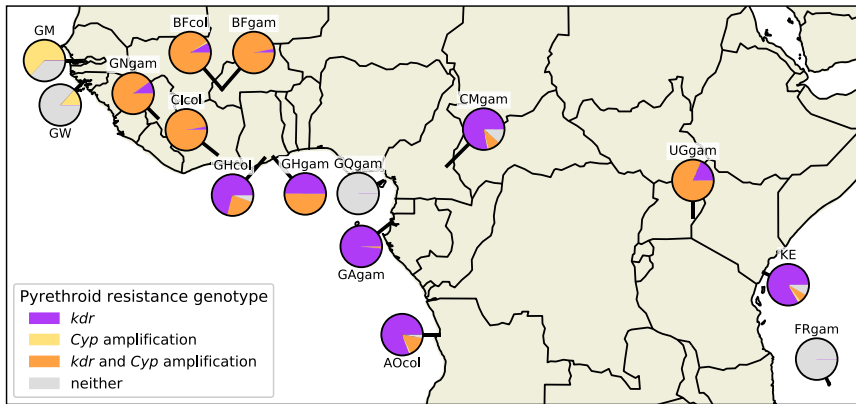 GM
BFcol
BFgam
GNgam
CIcol
CMgam
GW
GHcol
GHgam
GQgam
UGgam
GAgam
KE
Pyrethroid resistance genotype
kdr
Cyp amplification
kdr and Cyp amplification
neither
FRgam
AOcol